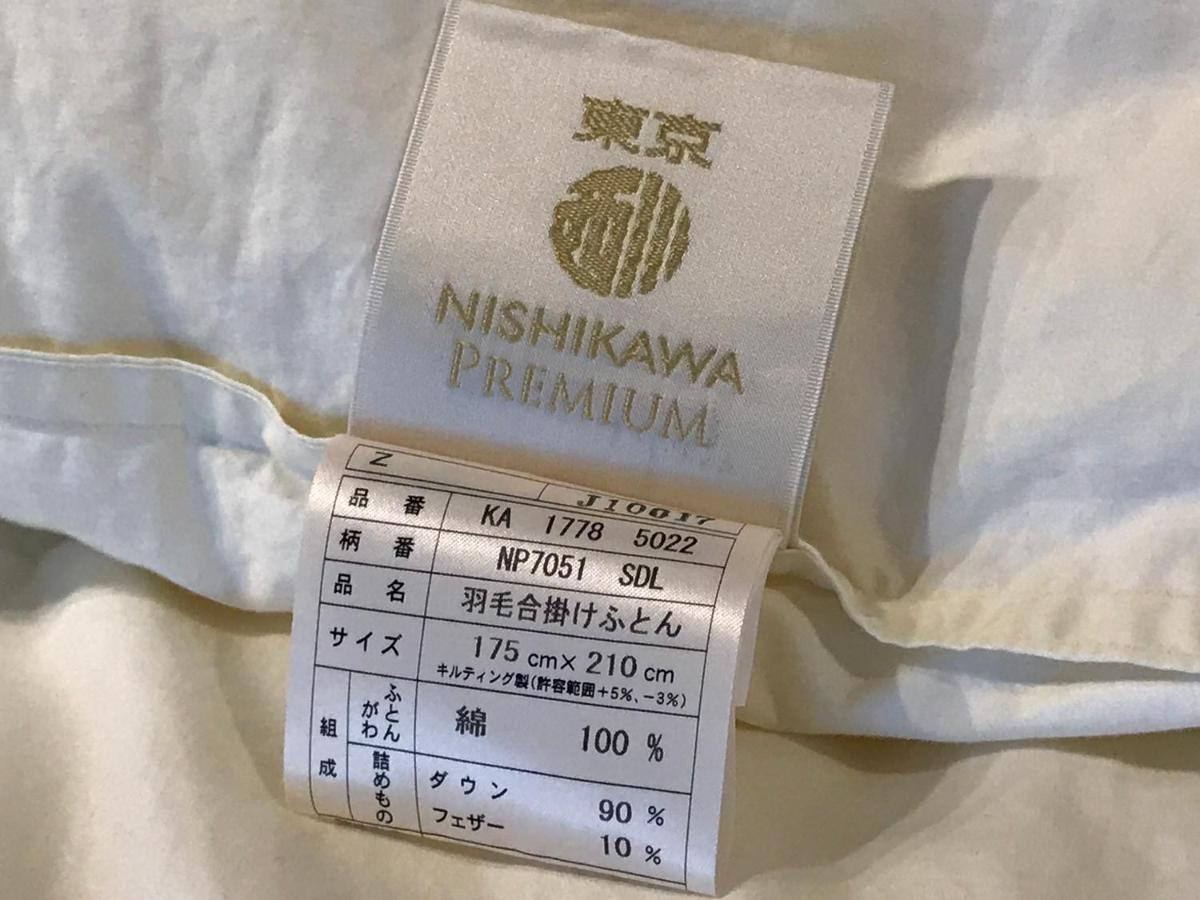 東京
西川
NISHIKAWA
PREMIUM
Z J10617
品番 KA 1778 5022
柄番 NP7051 SDL
品名 羽毛合掛けふとん
サイズ 175 cm× 210 cm
キルティング製(許容範囲+5%、-3%)
組成 ふとんがわ 綿 100 %
詰めもの ダウン 90 %
フェザー 10 %